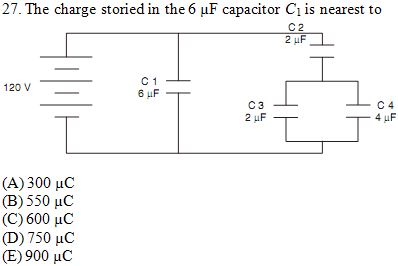 27. The charge storied in the 6 µF capacitor C1 is nearest to
C 2
2 µF
C 1
6 µF
120 V
C 3
2 µF
C 4
4 µF
(A) 300 µC
(B) 550 µC
(C) 600 µC
(D) 750 µC
(E) 900 µC